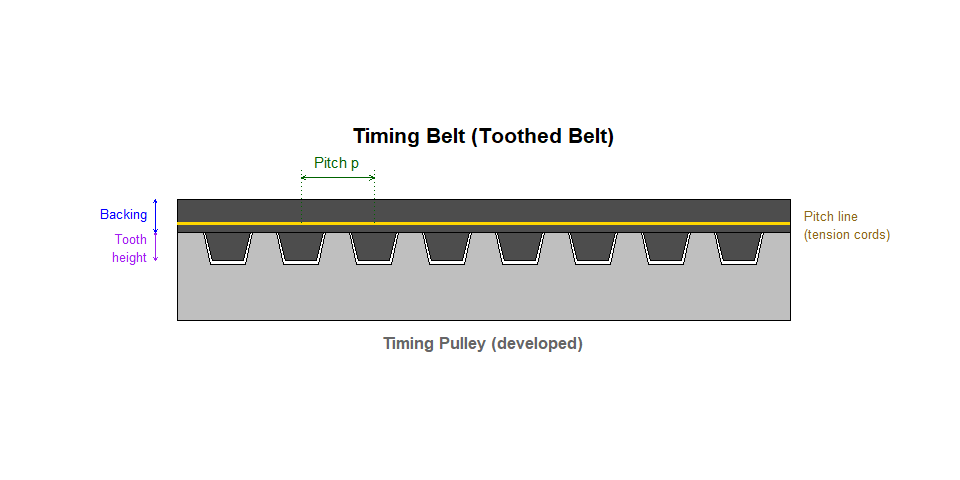 Timing Belt (Toothed Belt)
Pitch p
Backing
Tooth
height
Pitch line
(tension cords)
Timing Pulley (developed)